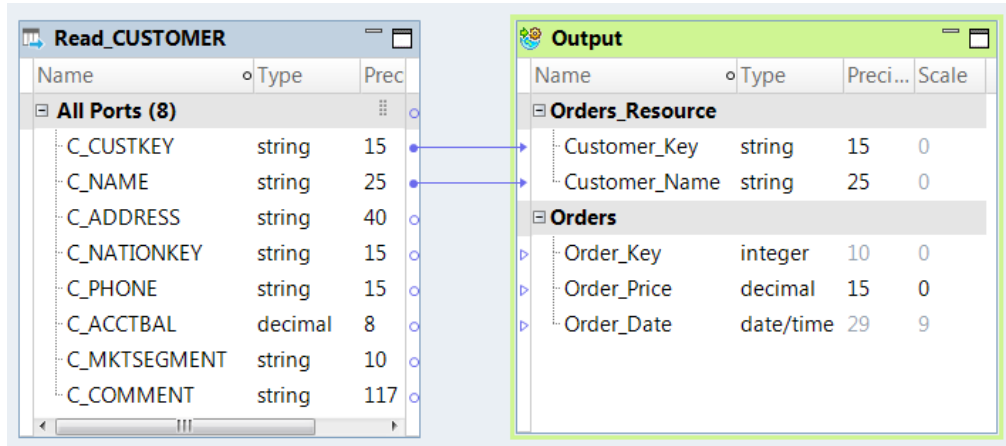 Read_CUSTOMER
Name Type Prec
All Ports (8)
C_CUSTKEY string 15
C_NAME string 25
C_ADDRESS string 40
C_NATIONKEY string 15
C_PHONE string 15
C_ACCTBAL decimal 8
C_MKTSEGMENT string 10
C_COMMENT string 117
Output
Name Type Preci... Scale
Orders_Resource
Customer_Key string 15 0
Customer_Name string 25 0
Orders
Order_Key integer 10 0
Order_Price decimal 15 0
Order_Date date/time 29 9